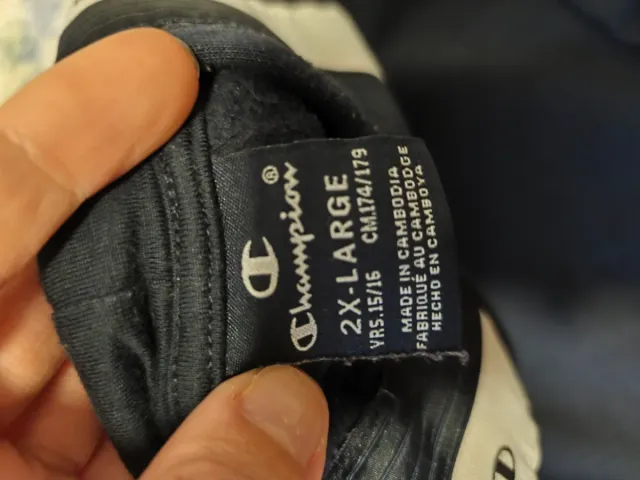 Champion®
2X-LARGE
YRS.15/16 CM.174/179
MADE IN CAMBODIA
FABRIQUÉ AU CAMBODGE
HECHO EN CAMBOYA